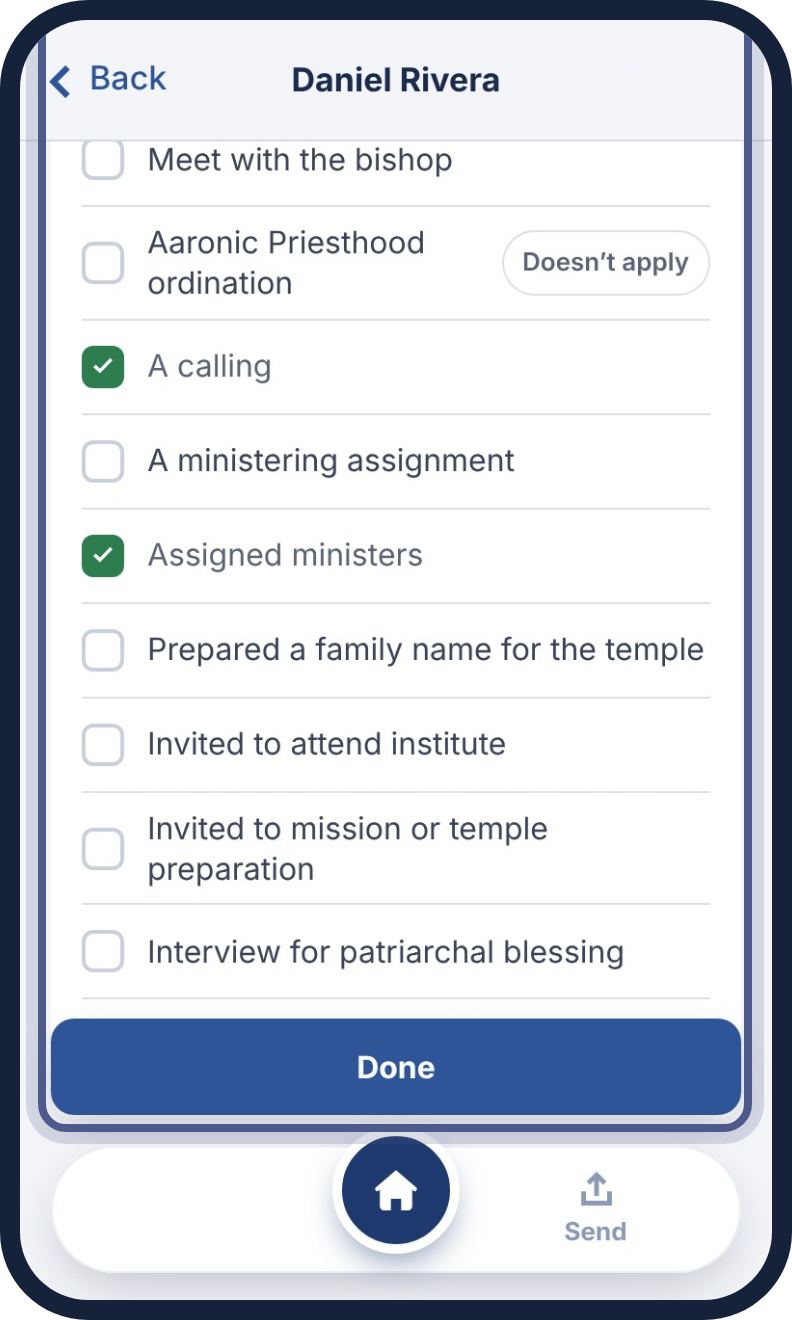 Back
Daniel Rivera
Meet with the bishop
Aaronic Priesthood
ordination
Doesn’t apply
A calling
A ministering assignment
Assigned ministers
Prepared a family name for the temple
Invited to attend institute
Invited to mission or temple
preparation
Interview for patriarchal blessing
Done
Send